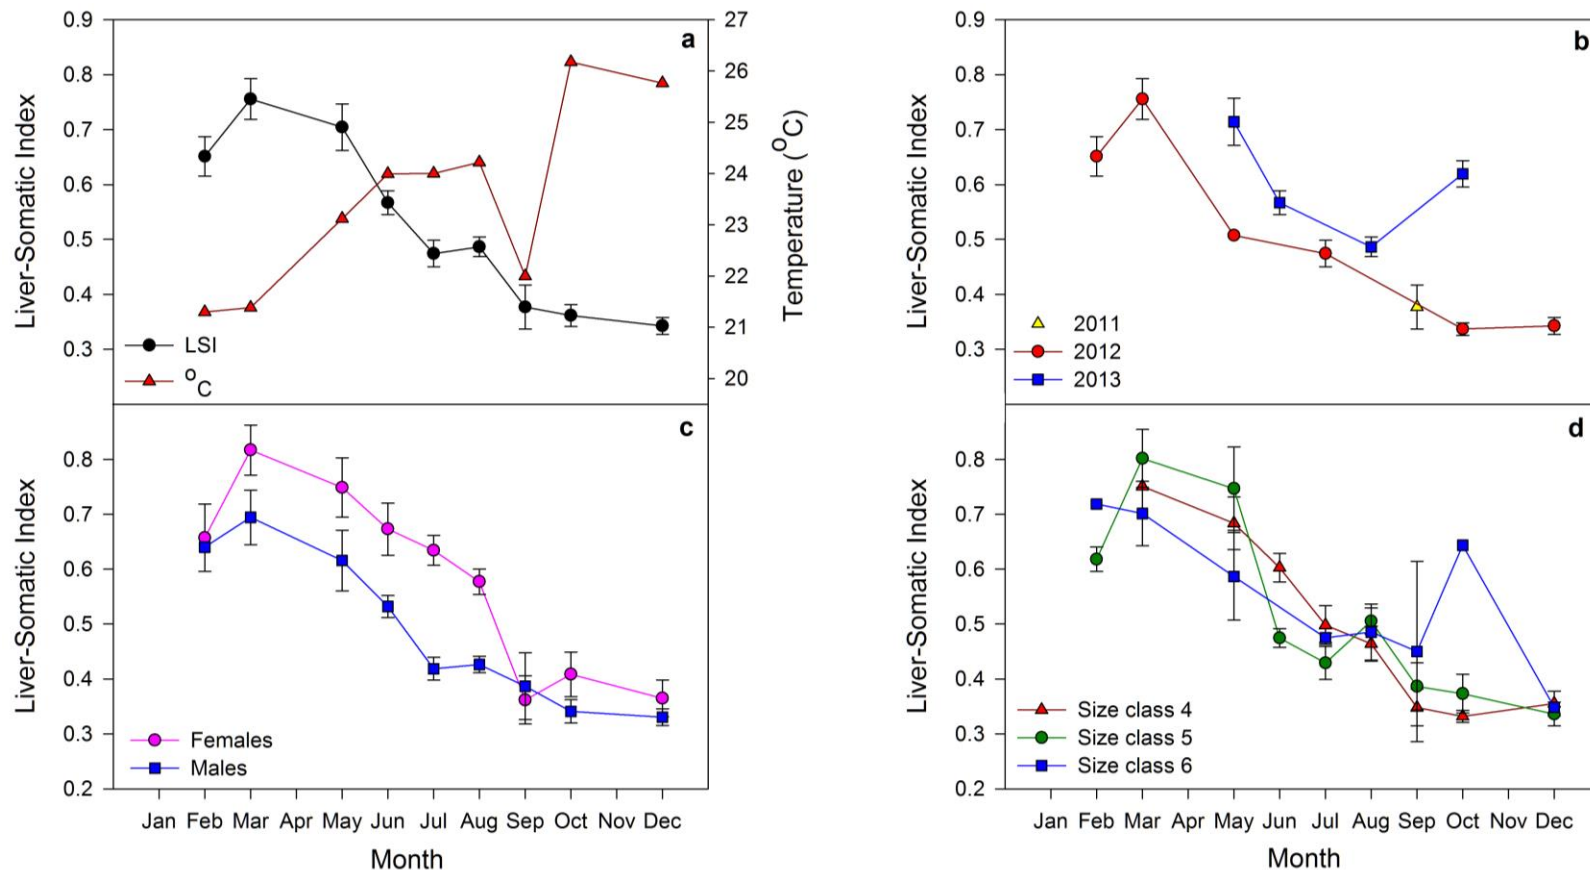 a
0.9
0.8
0.7
0.6
0.5
0.4
0.3
Liver-Somatic Index
27
26
25
24
23
22
21
20
Temperature (°C)
LSI
°C
b
0.9
0.8
0.7
0.6
0.5
0.4
0.3
Liver-Somatic Index
2011
2012
2013
c
0.8
0.7
0.6
0.5
0.4
0.3
0.2
Liver-Somatic Index
Females
Males
Jan Feb Mar Apr May Jun Jul Aug Sep Oct Nov Dec
Month
d
0.8
0.7
0.6
0.5
0.4
0.3
0.2
Liver-Somatic Index
Size class 4
Size class 5
Size class 6
Jan Feb Mar Apr May Jun Jul Aug Sep Oct Nov Dec
Month